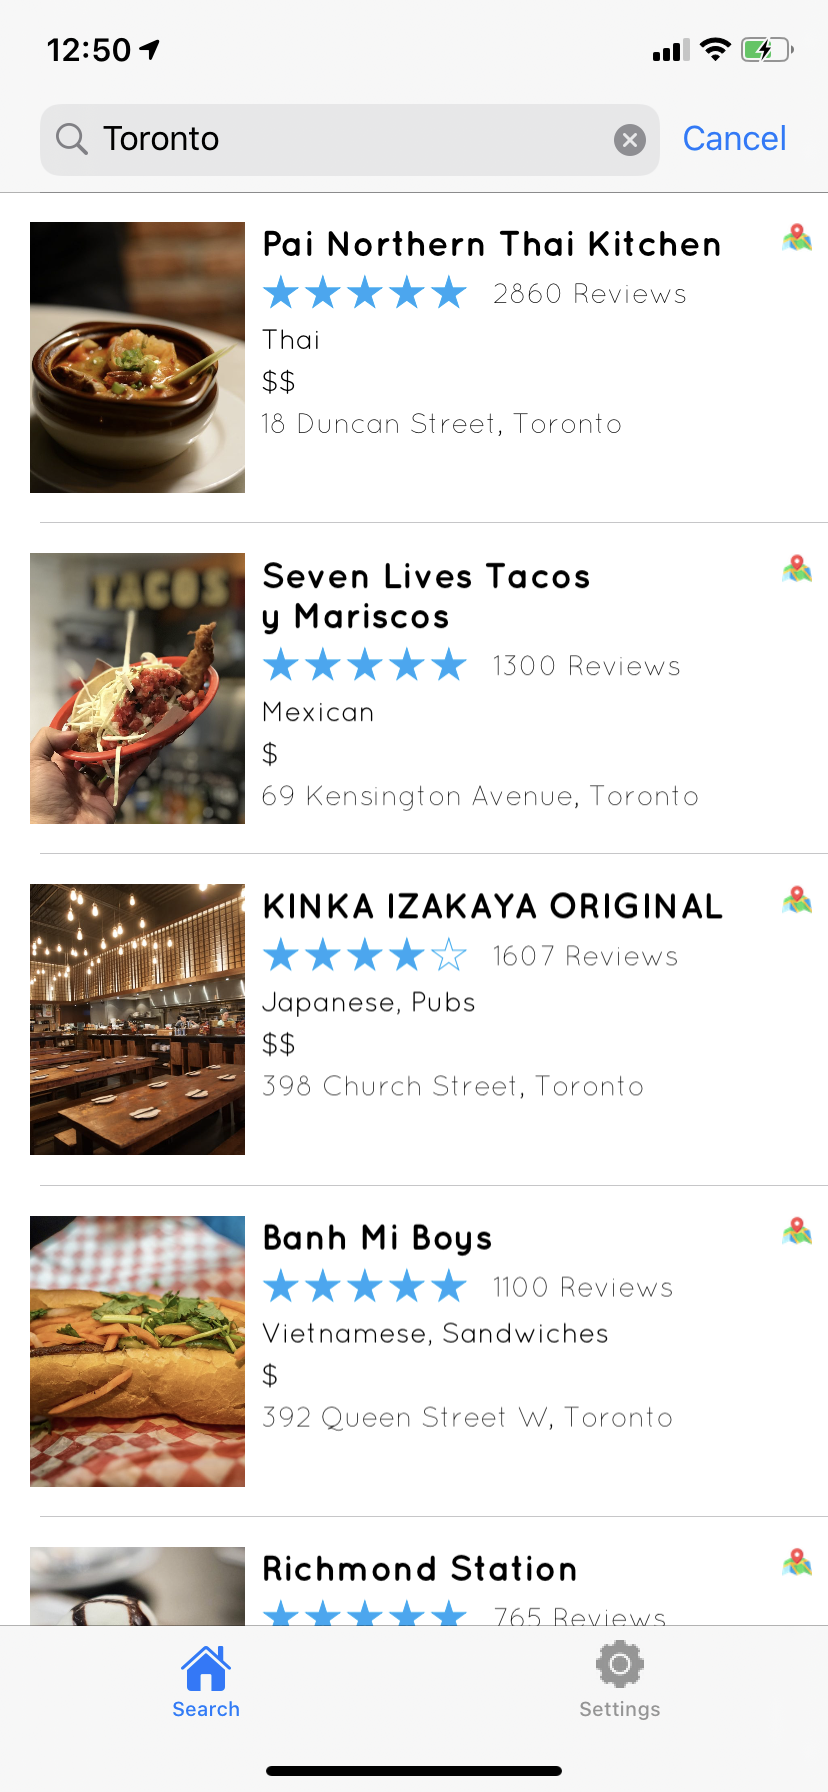 12:50
Toronto
Cancel
Pai Northern Thai Kitchen
2860 Reviews
Thai
$$
18 Duncan Street, Toronto
TACOS
Seven Lives Tacos
y Mariscos
1300 Reviews
Mexican
$
69 Kensington Avenue, Toronto
KINKA IZAKAYA ORIGINAL
1607 Reviews
Japanese, Pubs
$$
398 Church Street, Toronto
Banh Mi Boys
1100 Reviews
Vietnamese, Sandwiches
$
392 Queen Street W, Toronto
Richmond Station
765 Reviews
Search
Settings